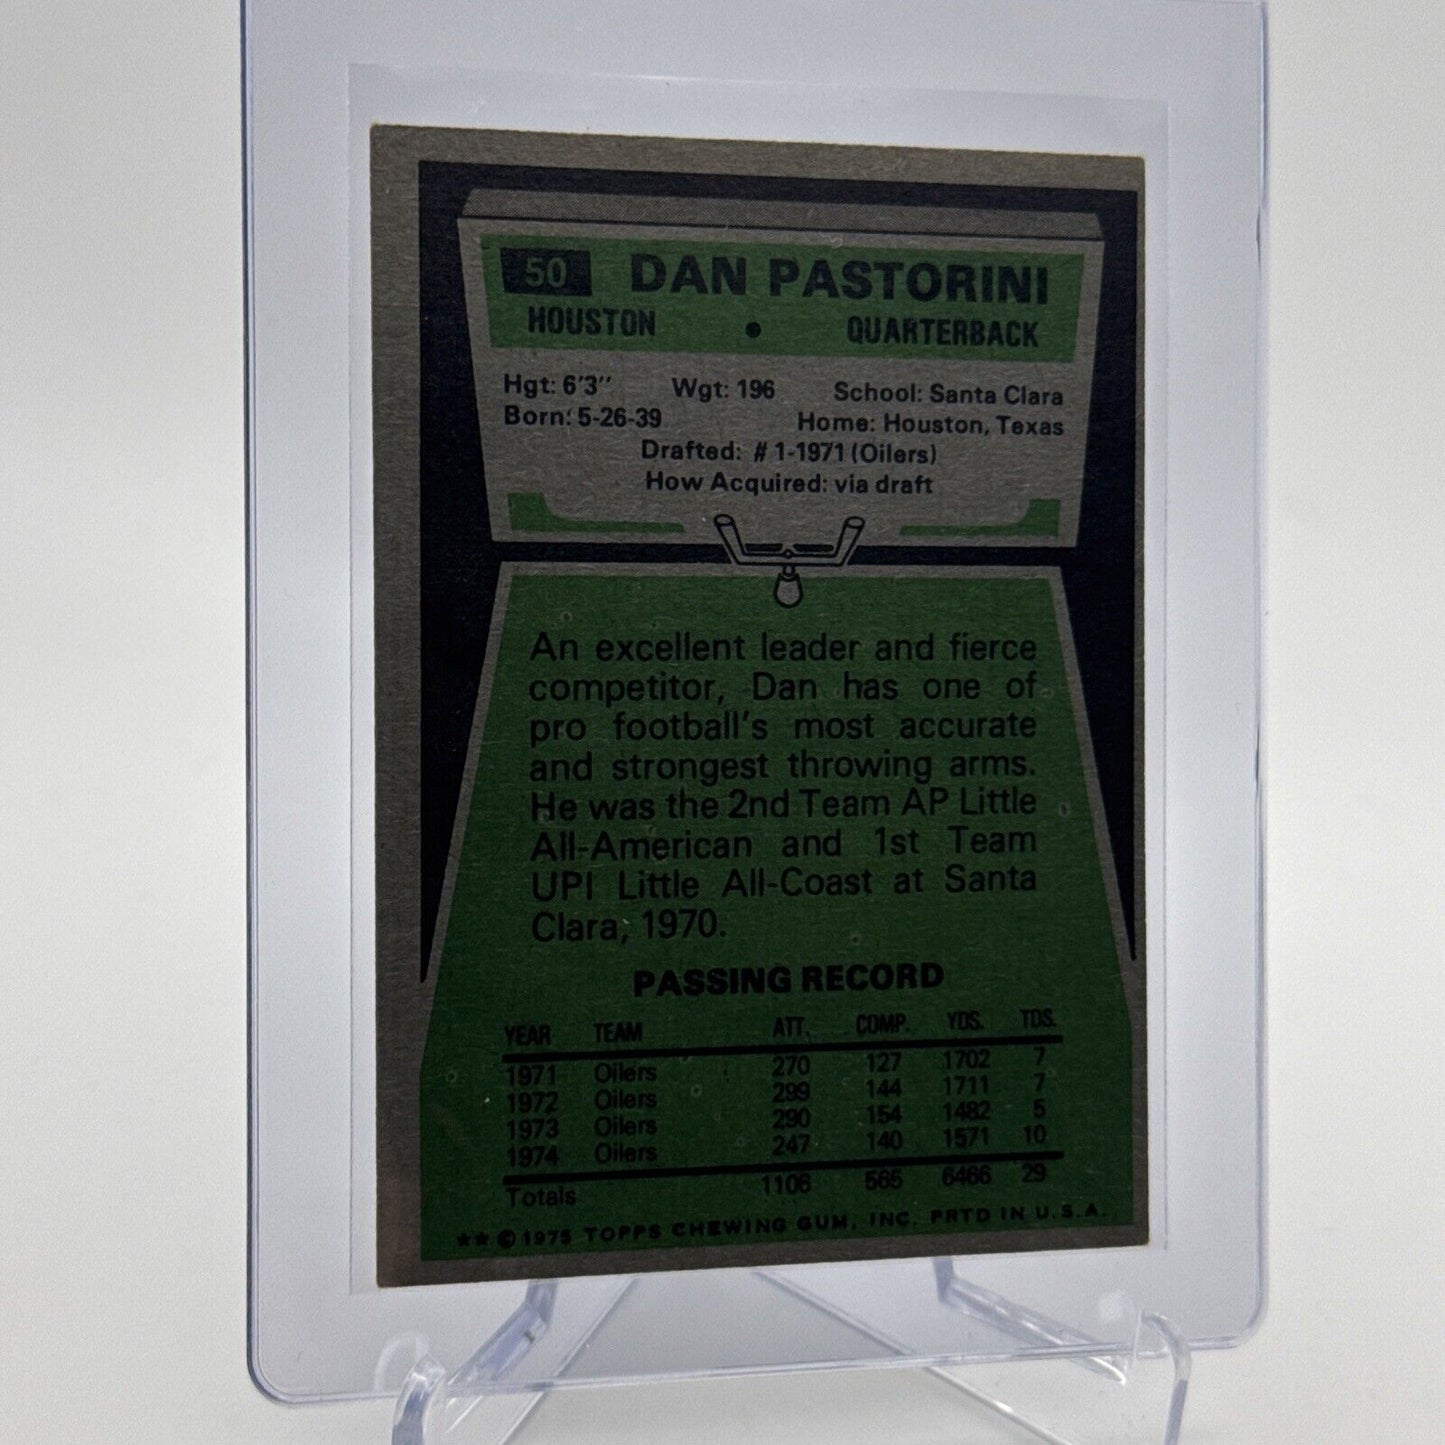 50 DAN PASTORINI
HOUSTON • QUARTERBACK
Hgt: 6'3" Wgt: 196 School: Santa Clara
Born: 5-26-39 Home: Houston, Texas
Drafted: #1-1971 (Oilers)
How Acquired: via draft
An excellent leader and fierce
competitor, Dan has one of
pro football's most accurate
and strongest throwing arms.
He was the 2nd Team AP Little
All-American and 1st Team
UPI Little All-Coast at Santa
Clara, 1970.
PASSING RECORD
YEAR TEAM ATT. COMP. YDS. TDS.
1971 Oilers 270 127 1702 7
1972 Oilers 299 144 1711 7
1973 Oilers 290 154 1482 5
1974 Oilers 247 140 1571 10
Totals 1106 565 6466 29
★★ © 1975 TOPPS CHEWING GUM, INC. PRTD IN U.S.A.